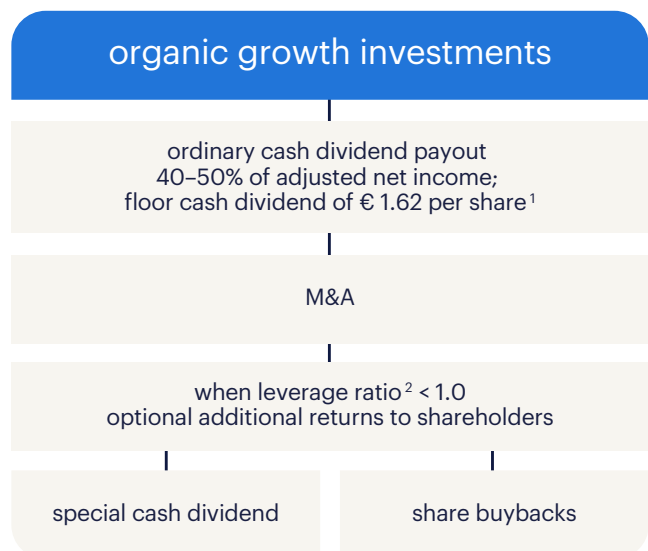 organic growth investments
ordinary cash dividend payout
40–50% of adjusted net income;
floor cash dividend of € 1.62 per share¹
M&A
when leverage ratio² < 1.0
optional additional returns to shareholders
special cash dividend
share buybacks